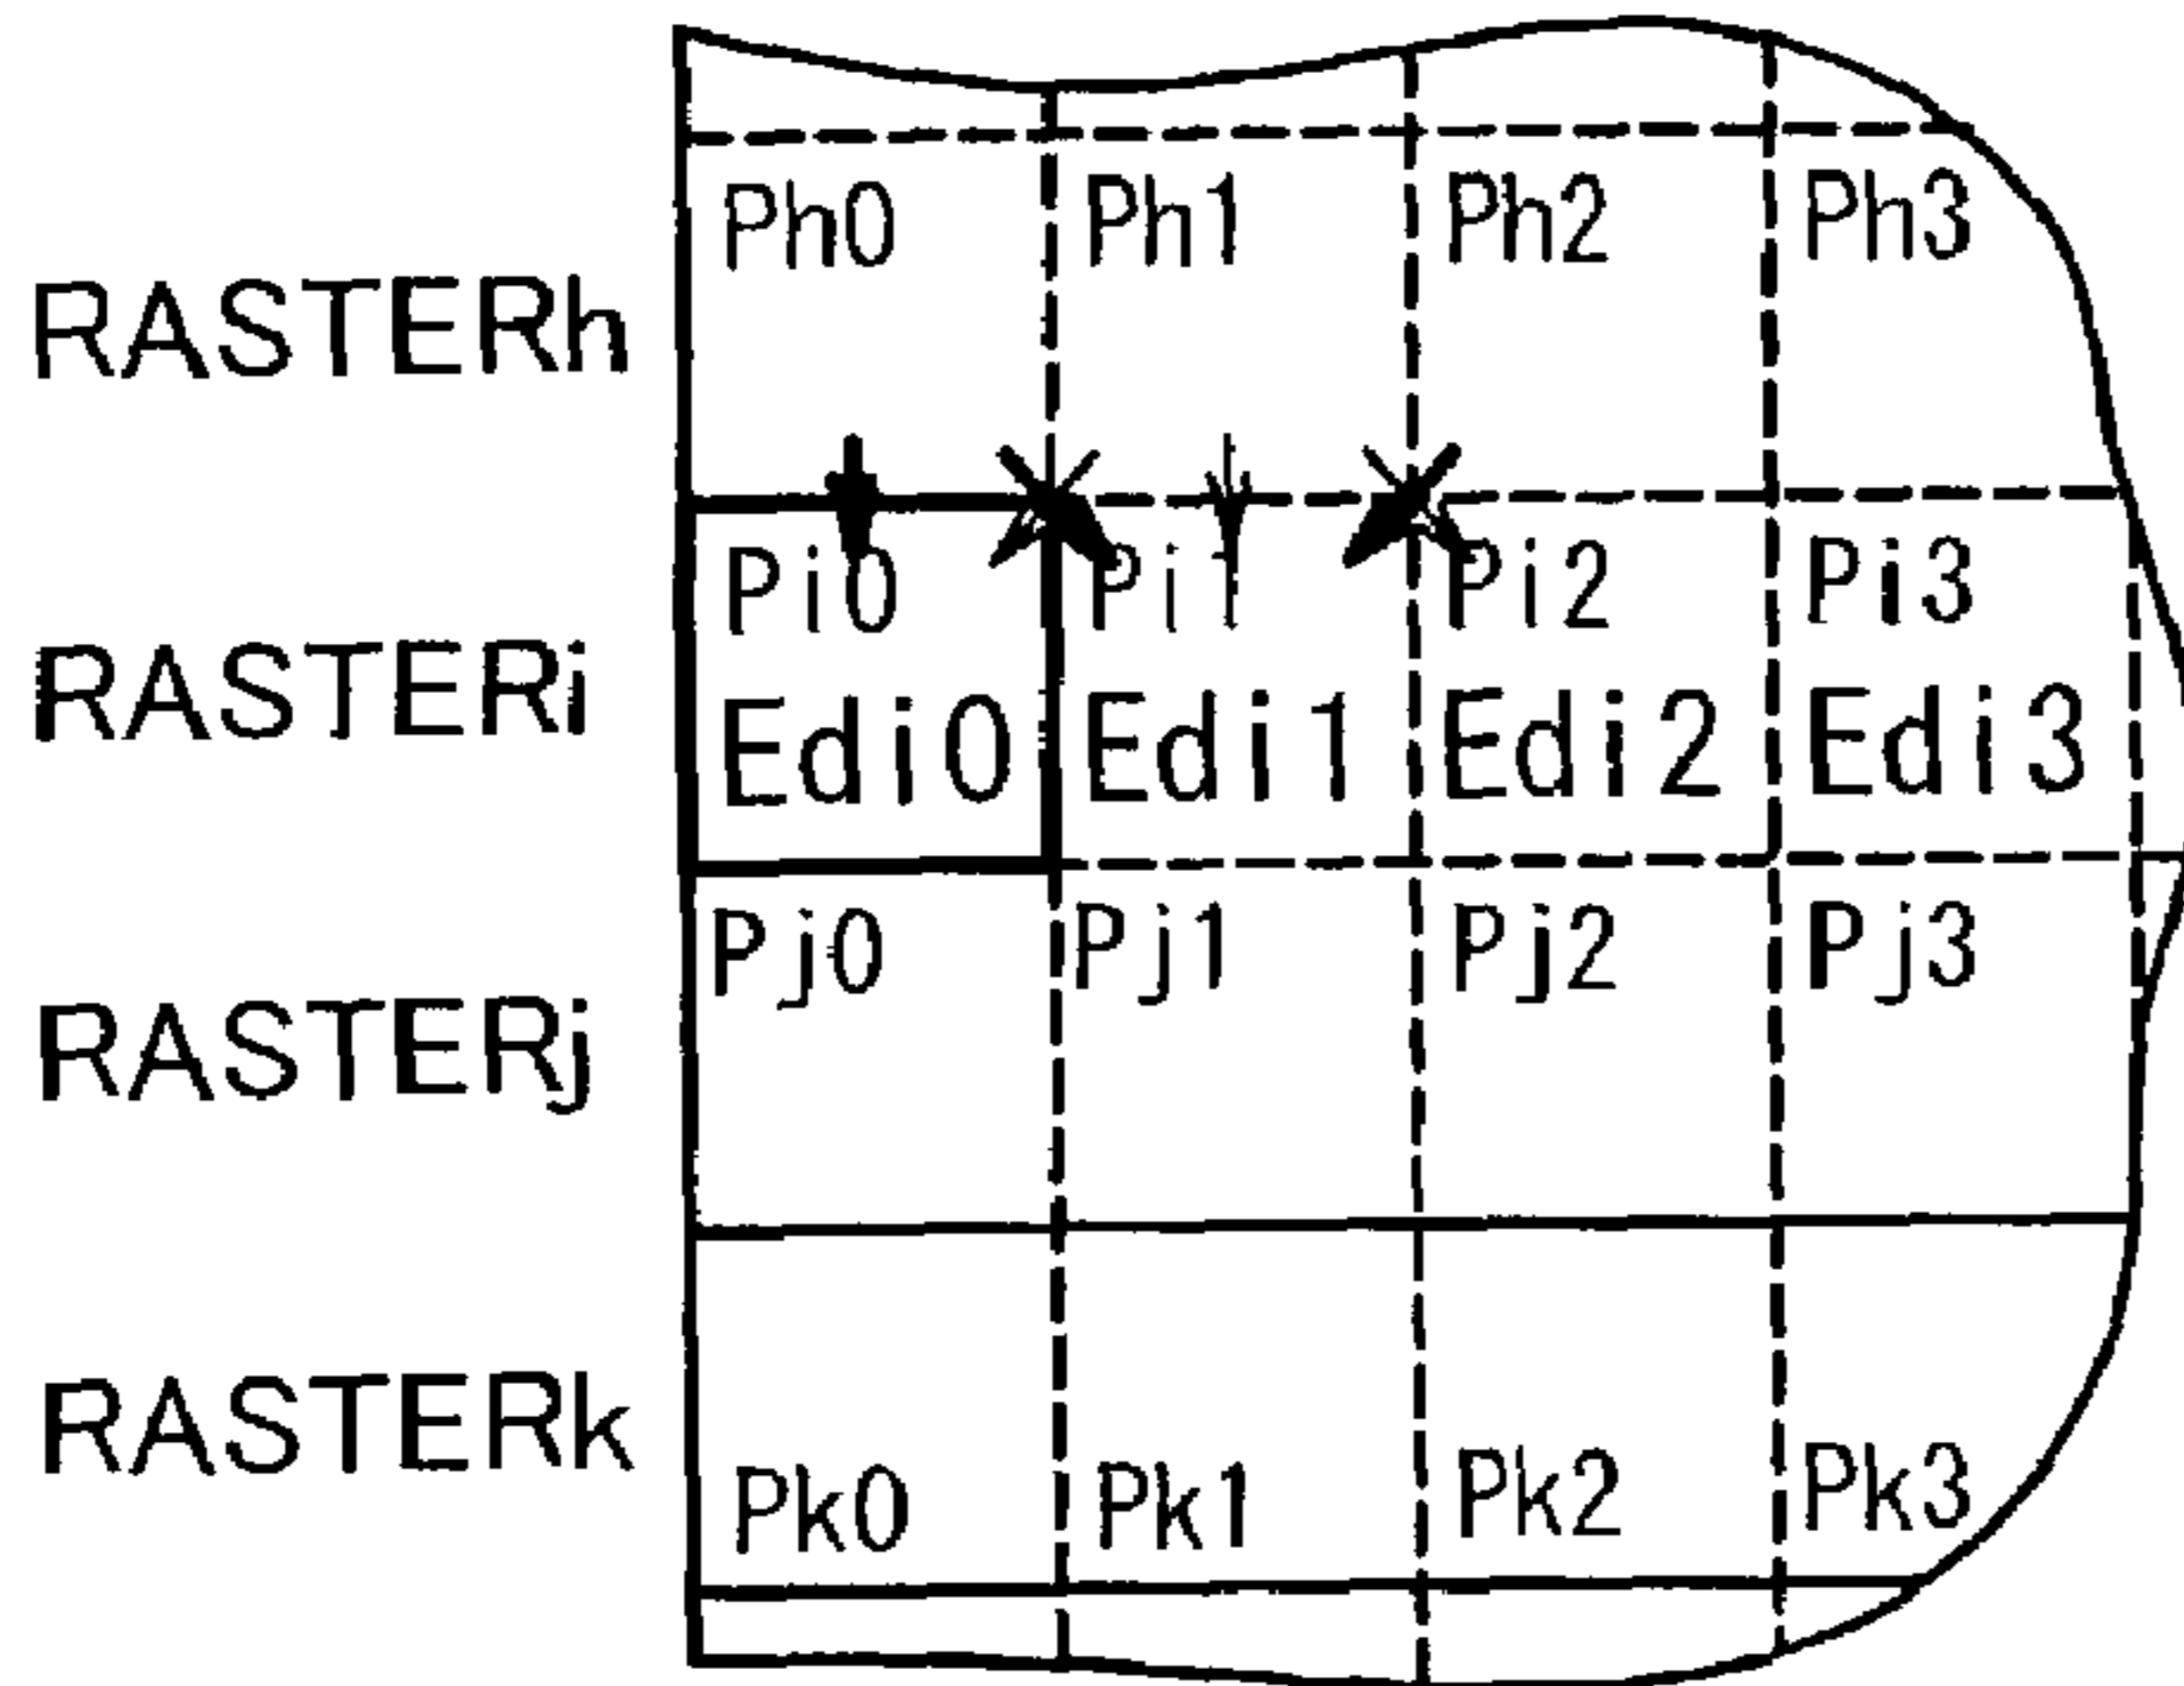 Ph0 Ph1 Ph2 Ph3
RASTERh
Pi0 Pi1 Pi2 Pi3
RASTERi Edi0 Edi1 Edi2 Edi3
Pj0 Pj1 Pj2 Pj3
RASTERj
RASTERk
Pk0 Pk1 Pk2 Pk3